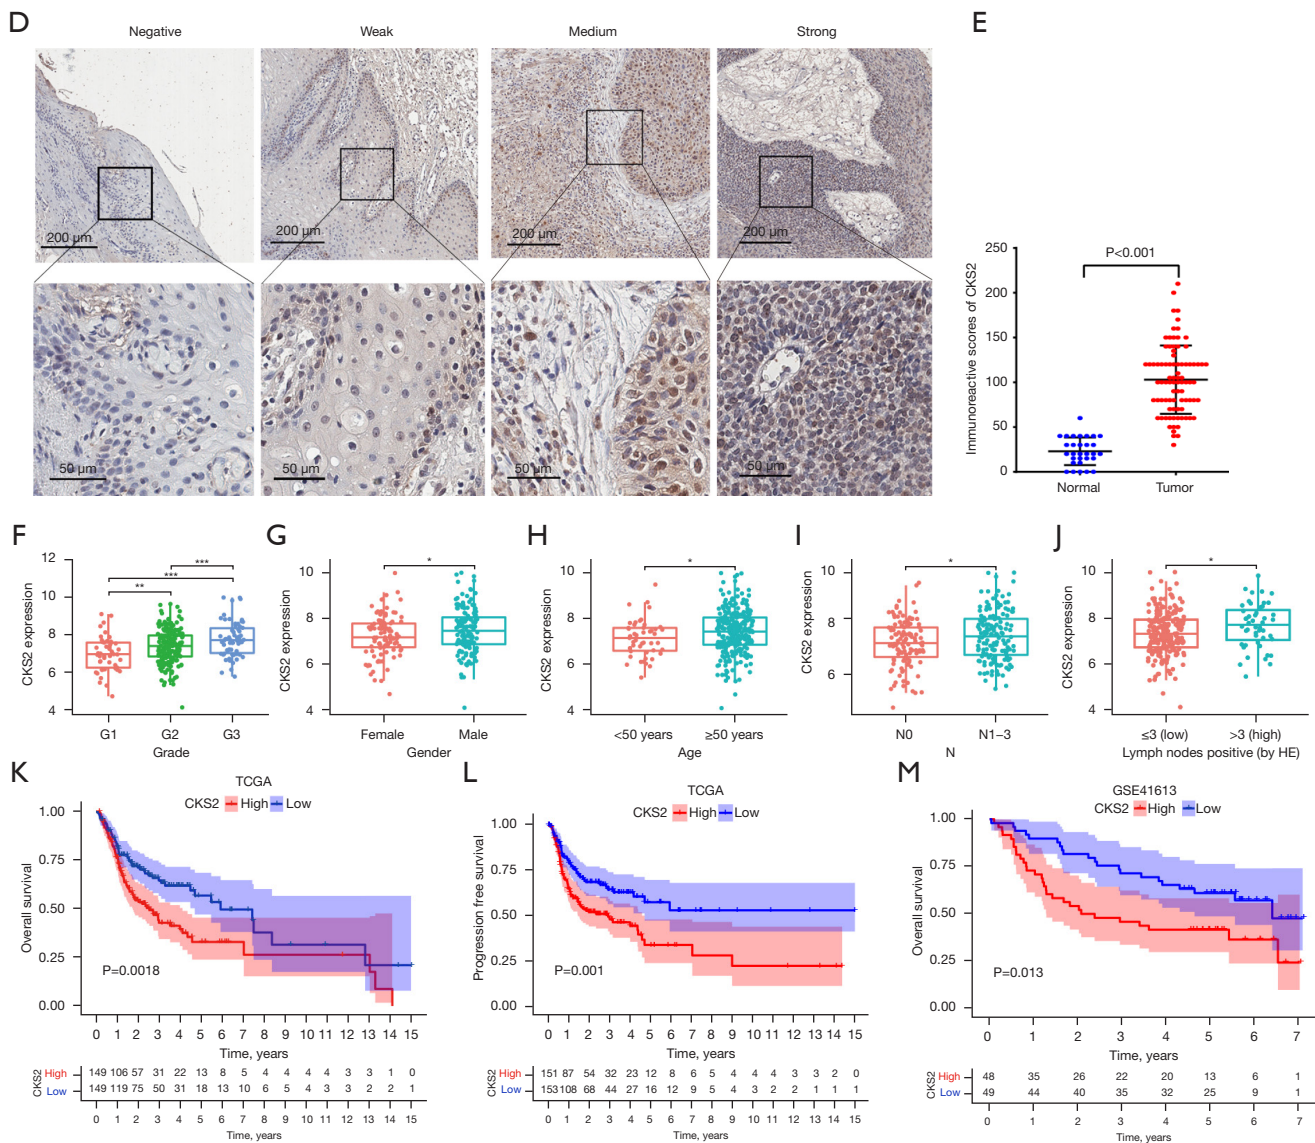 D
Negative
Weak
Medium
Strong
200 μm
200 μm
200 μm
200 μm
50 μm
50 μm
50 μm
50 μm
E
Immunoreactive scores of CKS2
250
200
150
100
50
0
P<0.001
Normal
Tumor
F
CKS2 expression
12
10
8
6
4
***
***
**
G1
G2
G3
Grade
G
CKS2 expression
10
8
6
4
*
Female
Male
Gender
H
CKS2 expression
10
8
6
4
*
<50 years
≥50 years
Age
I
CKS2 expression
10
8
6
*
N0
N1–3
N
J
CKS2 expression
10
8
6
4
*
≤3 (low)
>3 (high)
Lymph nodes positive (by HE)
K
TCGA
CKS2 High Low
Overall survival
1.00
0.75
0.50
0.25
0.00
P=0.0018
0 1 2 3 4 5 6 7 8 9 10 11 12 13 14 15
Time, years
CKS2
High 149 106 57 31 22 13 8 5 4 4 4 4 3 3 1 0
Low 149 119 75 50 31 18 13 10 6 5 4 3 3 2 2 1
0 1 2 3 4 5 6 7 8 9 10 11 12 13 14 15
Time, years
L
TCGA
CKS2 High Low
Progression free survival
1.00
0.75
0.50
0.25
0.00
P=0.001
0 1 2 3 4 5 6 7 8 9 10 11 12 13 14 15
Time, years
CKS2
High 151 87 54 32 23 12 8 6 5 4 4 4 3 3 2 0
Low 153 108 68 44 27 16 12 9 5 4 3 2 2 1 1 1
0 1 2 3 4 5 6 7 8 9 10 11 12 13 14 15
Time, years
M
GSE41613
CKS2 High Low
Overall survival
1.00
0.75
0.50
0.25
0.00
P=0.013
0 1 2 3 4 5 6 7
Time, years
CKS2
High 48 35 26 22 20 13 6 1
Low 49 44 40 35 32 25 9 1
0 1 2 3 4 5 6 7
Time, years